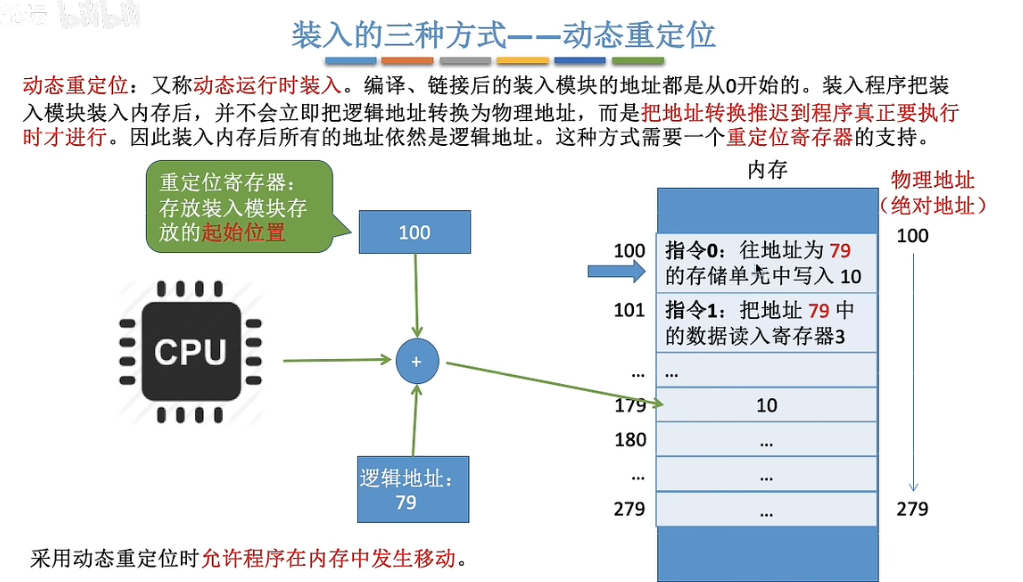 bilibili
装入的三种方式——动态重定位
动态重定位：又称动态运行时装入。编译、链接后的装入模块的地址都是从0开始的。装入程序把装
入模块装入内存后，并不会立即把逻辑地址转换为物理地址，而是把地址转换推迟到程序真正要执行
时才进行。因此装入内存后所有的地址依然是逻辑地址。这种方式需要一个重定位寄存器的支持。
重定位寄存器：
存放装入模块存
放的起始位置
100
CPU
+
逻辑地址：
79
内存
物理地址
（绝对地址）
100
指令0：往地址为 79
的存储单元中写入 10
100
101
指令1：把地址 79 中
的数据读入寄存器3
...
...
179
10
180
...
...
...
279
...
279
采用动态重定位时允许程序在内存中发生移动。